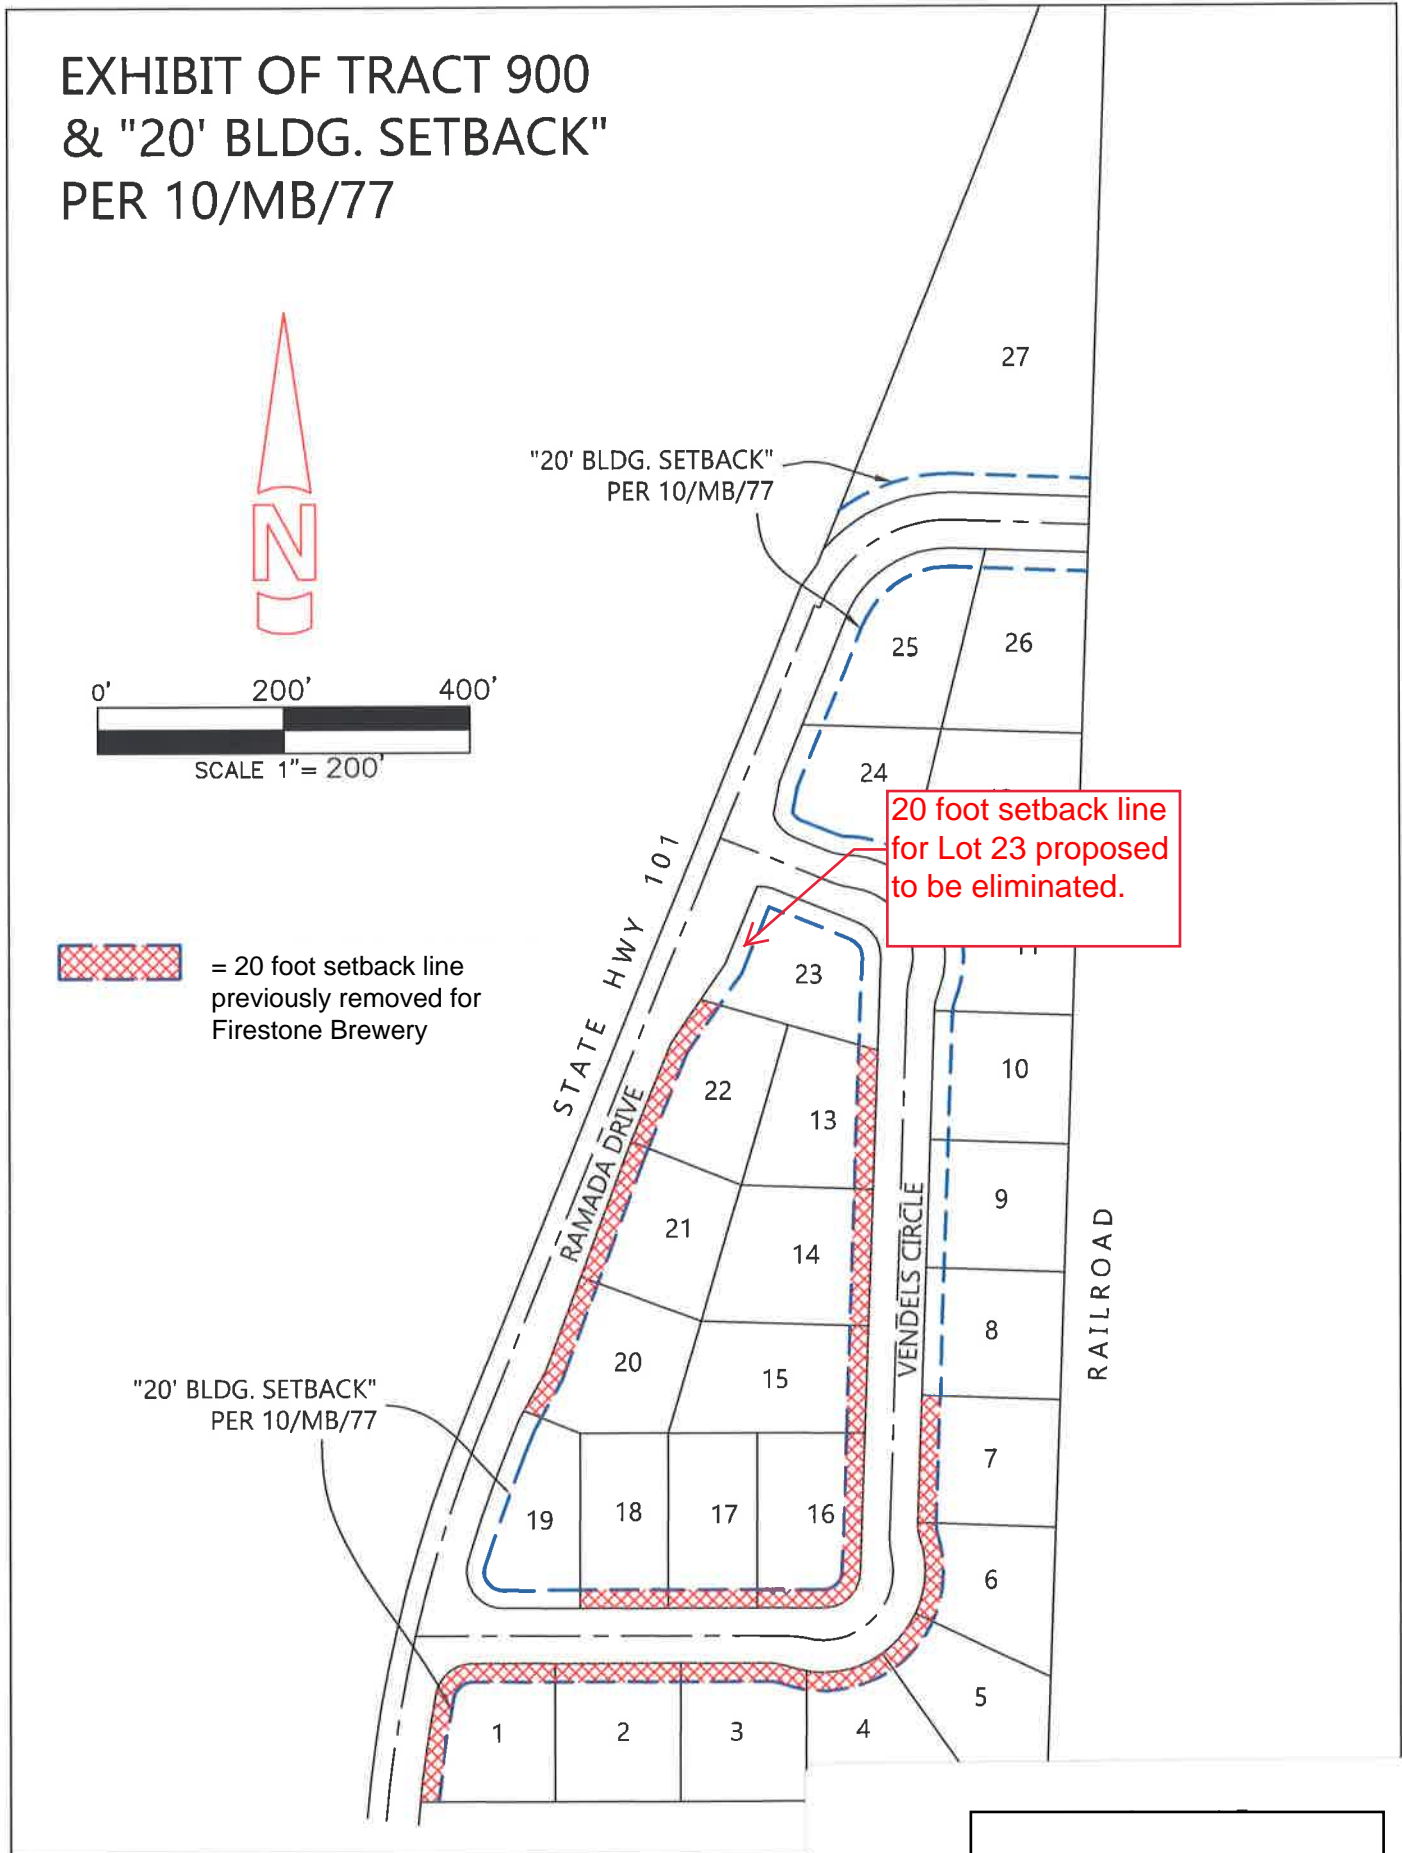 EXHIBIT OF TRACT 900
& "20' BLDG. SETBACK"
PER 10/MB/77
N
0' 200' 400'
SCALE 1"= 200'
= 20 foot setback line
previously removed for
Firestone Brewery
"20' BLDG. SETBACK"
PER 10/MB/77
27
25
26
24
20 foot setback line
for Lot 23 proposed
to be eliminated.
STATE HWY 101
RAMADA DRIVE
VENDELS CIRCLE
RAILROAD
23
22
13
10
21
14
9
20
15
8
"20' BLDG. SETBACK"
PER 10/MB/77
19
18
17
16
7
6
5
1
2
3
4